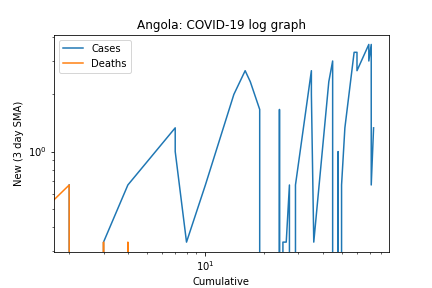 Angola: COVID-19 log graph
Cases
Deaths
New (3 day SMA)
10⁰
10¹
Cumulative